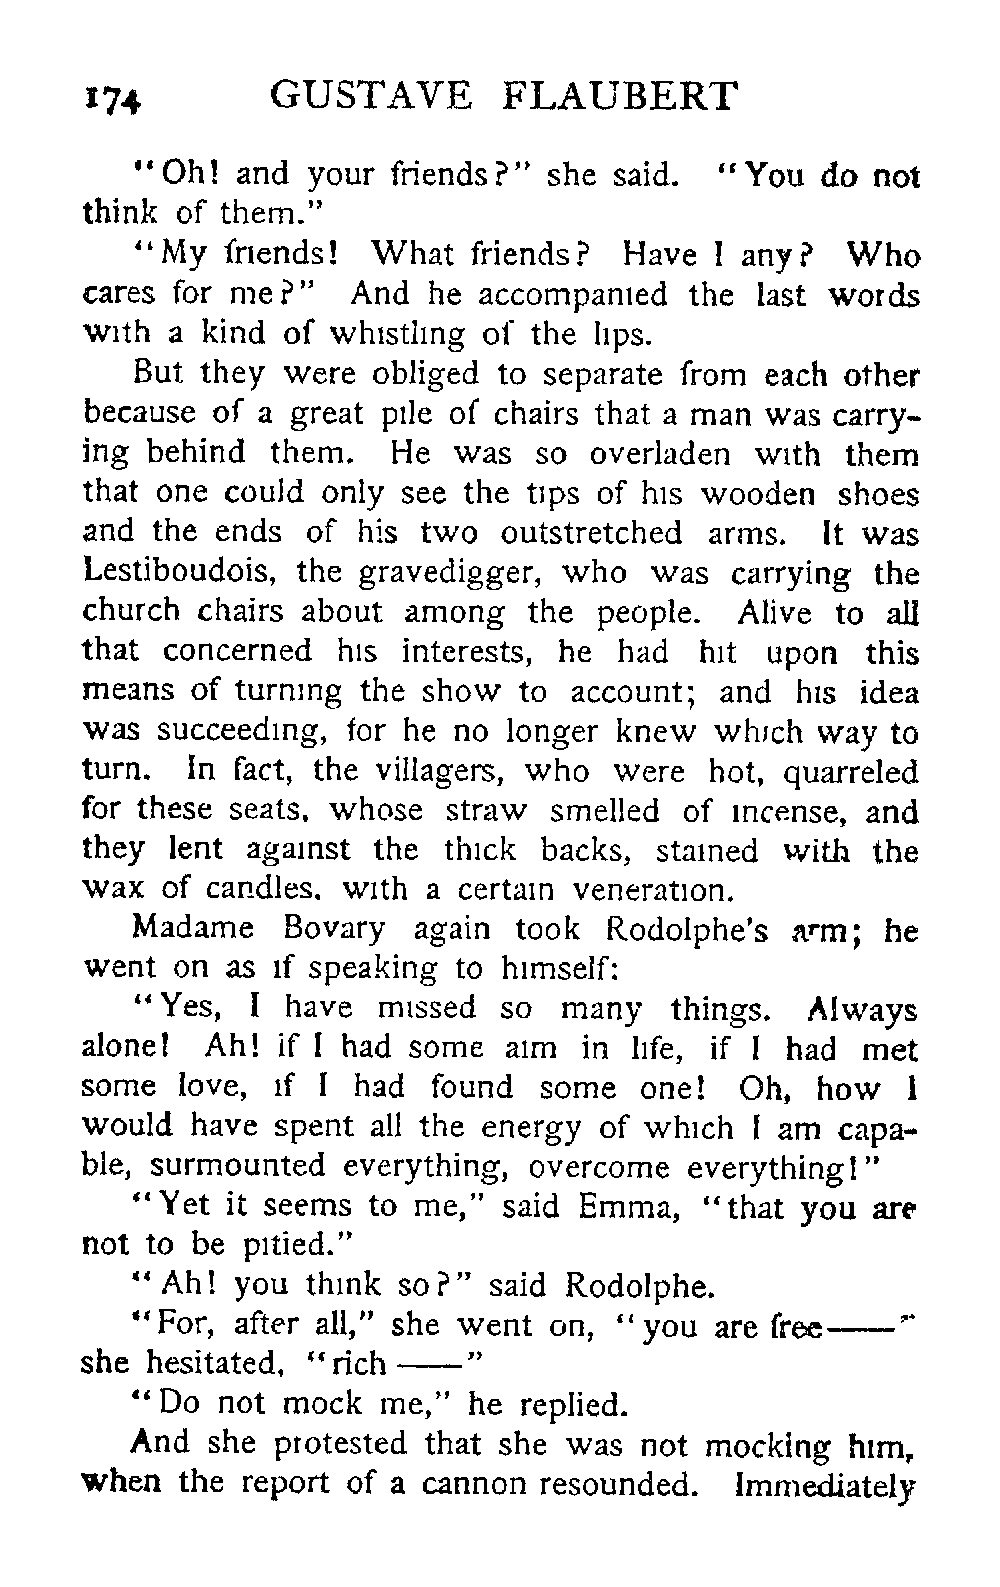 174 GUSTAVE FLAUBERT
"Oh! and your friends?" she said. "You do not
think of them."
"My friends! What friends? Have I any? Who
cares for me?" And he accompanied the last words
with a kind of whistling of the lips.
But they were obliged to separate from each other
because of a great pile of chairs that a man was carry-
ing behind them. He was so overladen with them
that one could only see the tips of his wooden shoes
and the ends of his two outstretched arms. It was
Lestiboudois, the gravedigger, who was carrying the
church chairs about among the people. Alive to all
that concerned his interests, he had hit upon this
means of turning the show to account; and his idea
was succeeding, for he no longer knew which way to
turn. In fact, the villagers, who were hot, quarreled
for these seats, whose straw smelled of incense, and
they lent against the thick backs, stained with the
wax of candles, with a certain veneration.
Madame Bovary again took Rodolphe's arm; he
went on as if speaking to himself:
"Yes, I have missed so many things. Always
alone! Ah! if I had some aim in life, if I had met
some love, if I had found some one! Oh, how I
would have spent all the energy of which I am capa-
ble, surmounted everything, overcome everything!"
"Yet it seems to me," said Emma, "that you are
not to be pitied."
"Ah! you think so?" said Rodolphe.
"For, after all," she went on, "you are free——"
she hesitated, "rich ——"
"Do not mock me," he replied.
And she protested that she was not mocking him,
when the report of a cannon resounded. Immediately